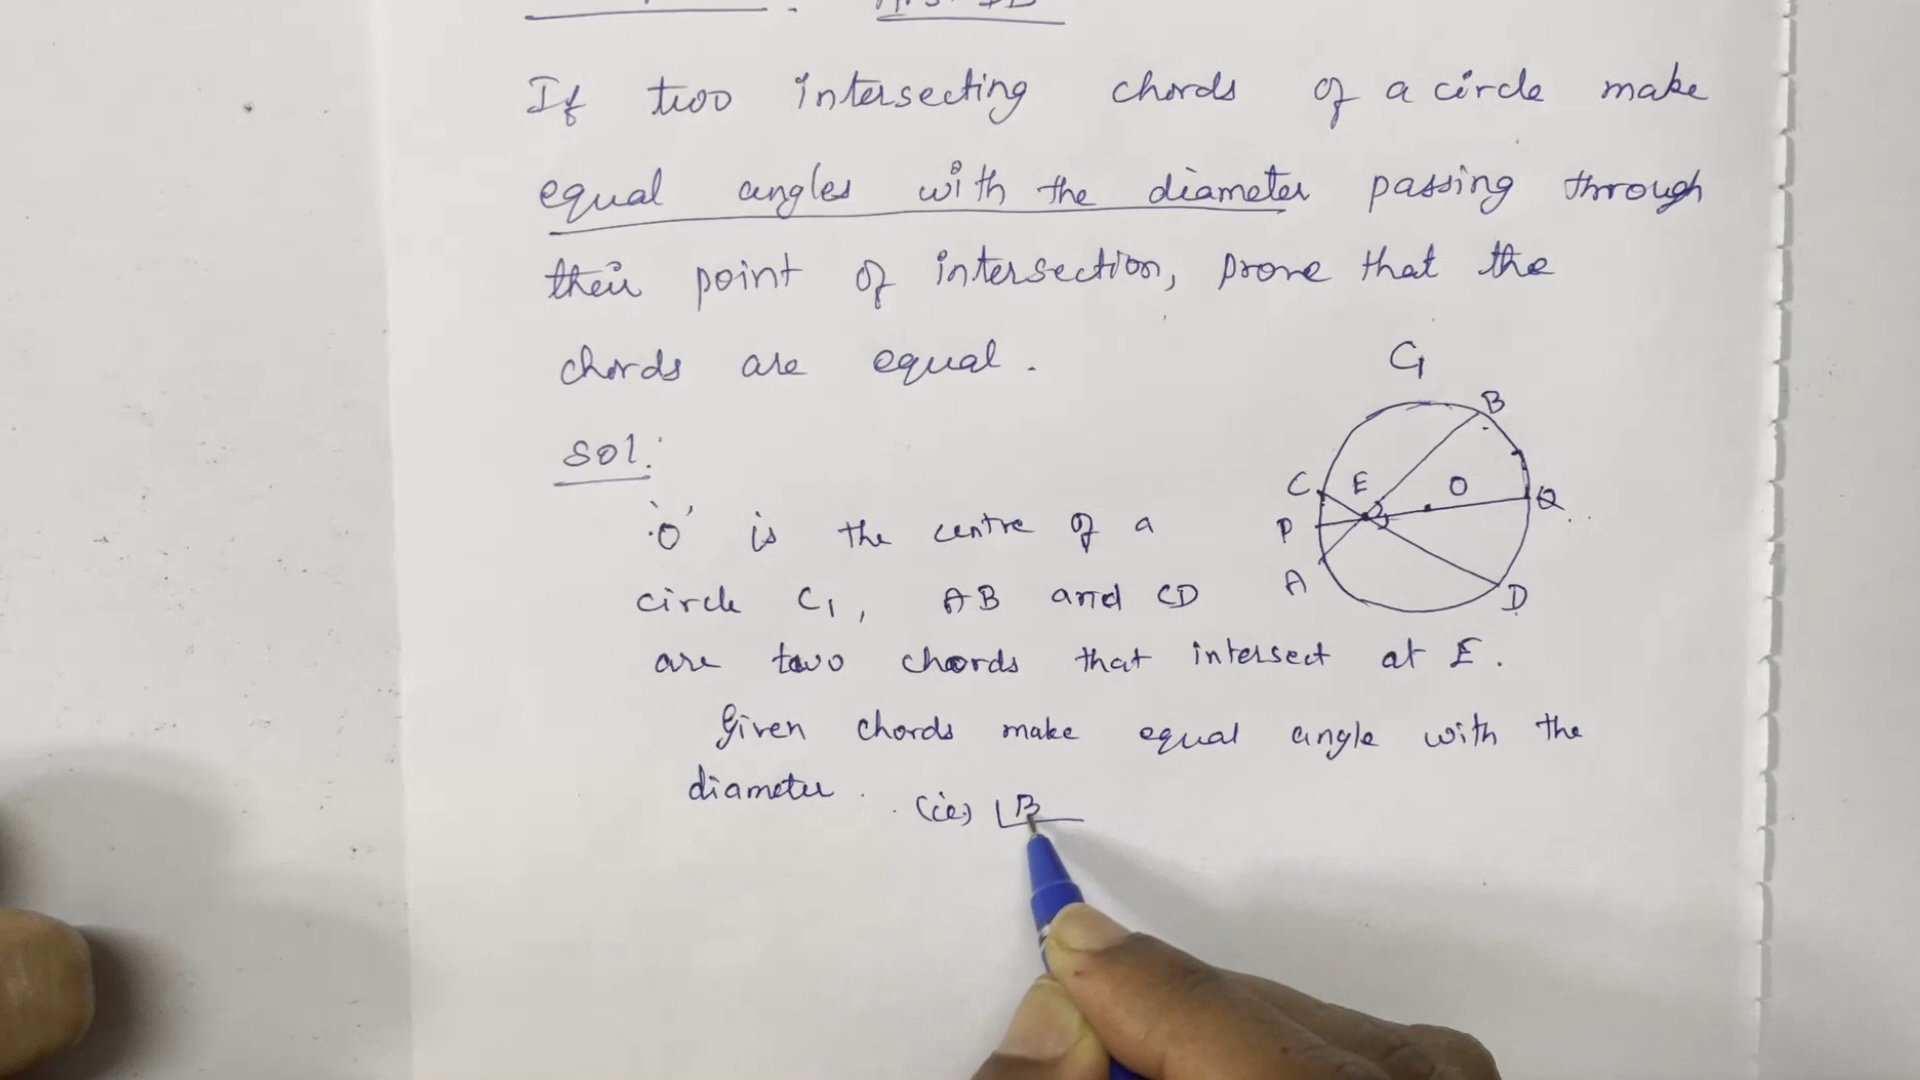 If two intersecting chords of a circle make
equal angles with the diameter passing through
their point of intersection, prove that the
chords are equal.
C1
B
Sol:
C E O Q
P
'O' is the centre of a
A D
circle C1, AB and CD
are two chords that intersect at E.
Given chords make equal angle with the
diameter. (ie) B